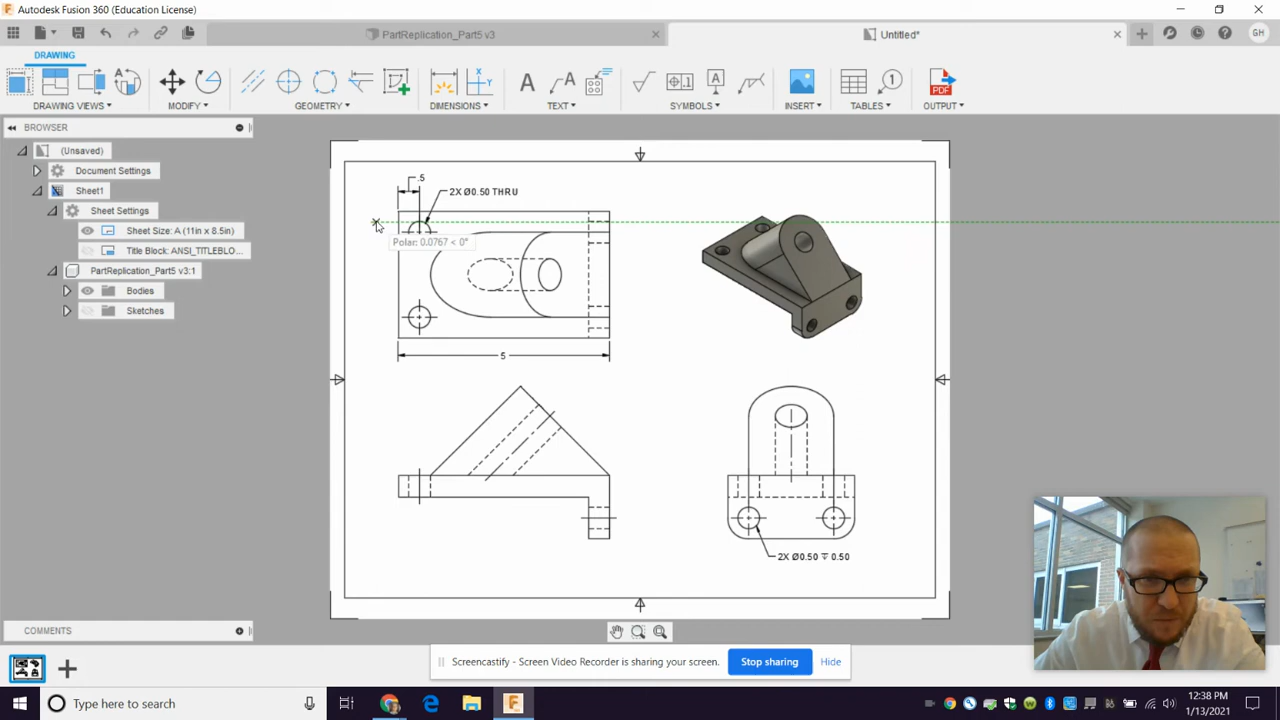 Autodesk Fusion 360 (Education License)
PartReplication_Part5 v3
Untitled*
GH
DRAWING
DRAWING VIEWS
MODIFY
GEOMETRY
DIMENSIONS
TEXT
SYMBOLS
INSERT
TABLES
OUTPUT
BROWSER
(Unsaved)
Document Settings
Sheet1
Sheet Settings
Sheet Size: A (11in x 8.5in)
Title Block: ANSI_TITLEBLO...
PartReplication_Part5 v3:1
Bodies
Sketches
.5
2X Ø0.50 THRU
Polar: 0.0767 < 0°
5
2X Ø0.50 ↧ 0.50
COMMENTS
Screencastify - Screen Video Recorder is sharing your screen.
Stop sharing
Hide
Type here to search
12:38 PM
1/13/2021